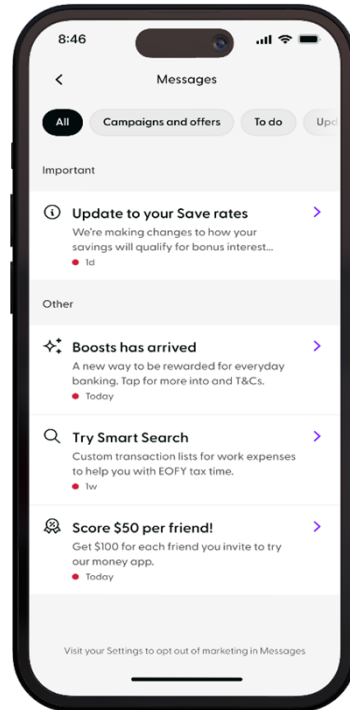 8:46
Messages
All Campaigns and offers To do Upd
Important
Update to your Save rates
We're making changes to how your
savings will qualify for bonus interest...
1d
Other
Boosts has arrived
A new way to be rewarded for everyday
banking. Tap for more into and T&Cs.
Today
Try Smart Search
Custom transaction lists for work expenses
to help you with EOFY tax time.
1w
Score $50 per friend!
Get $100 for each friend you invite to try
our money app.
Today
Visit your Settings to opt out of marketing in Messages